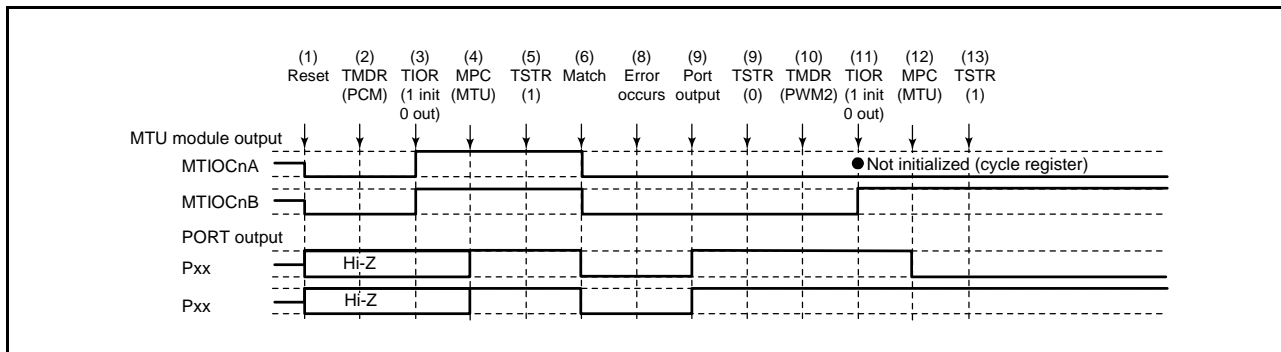 (1) (2) (3) (4) (5) (6) (8) (9) (9) (10) (11) (12) (13)
Reset TMDR TIOR MPC TSTR Match Error Port TSTR TMDR TIOR MPC TSTR
(PCM) (1 init (MTU) (1) occurs output (0) (PWM2) (1 init (MTU) (1)
0 out) 0 out)
MTU module output
MTIOCnA Not initialized (cycle register)
MTIOCnB
PORT output
Pxx Hi-Z
Pxx Hi-Z